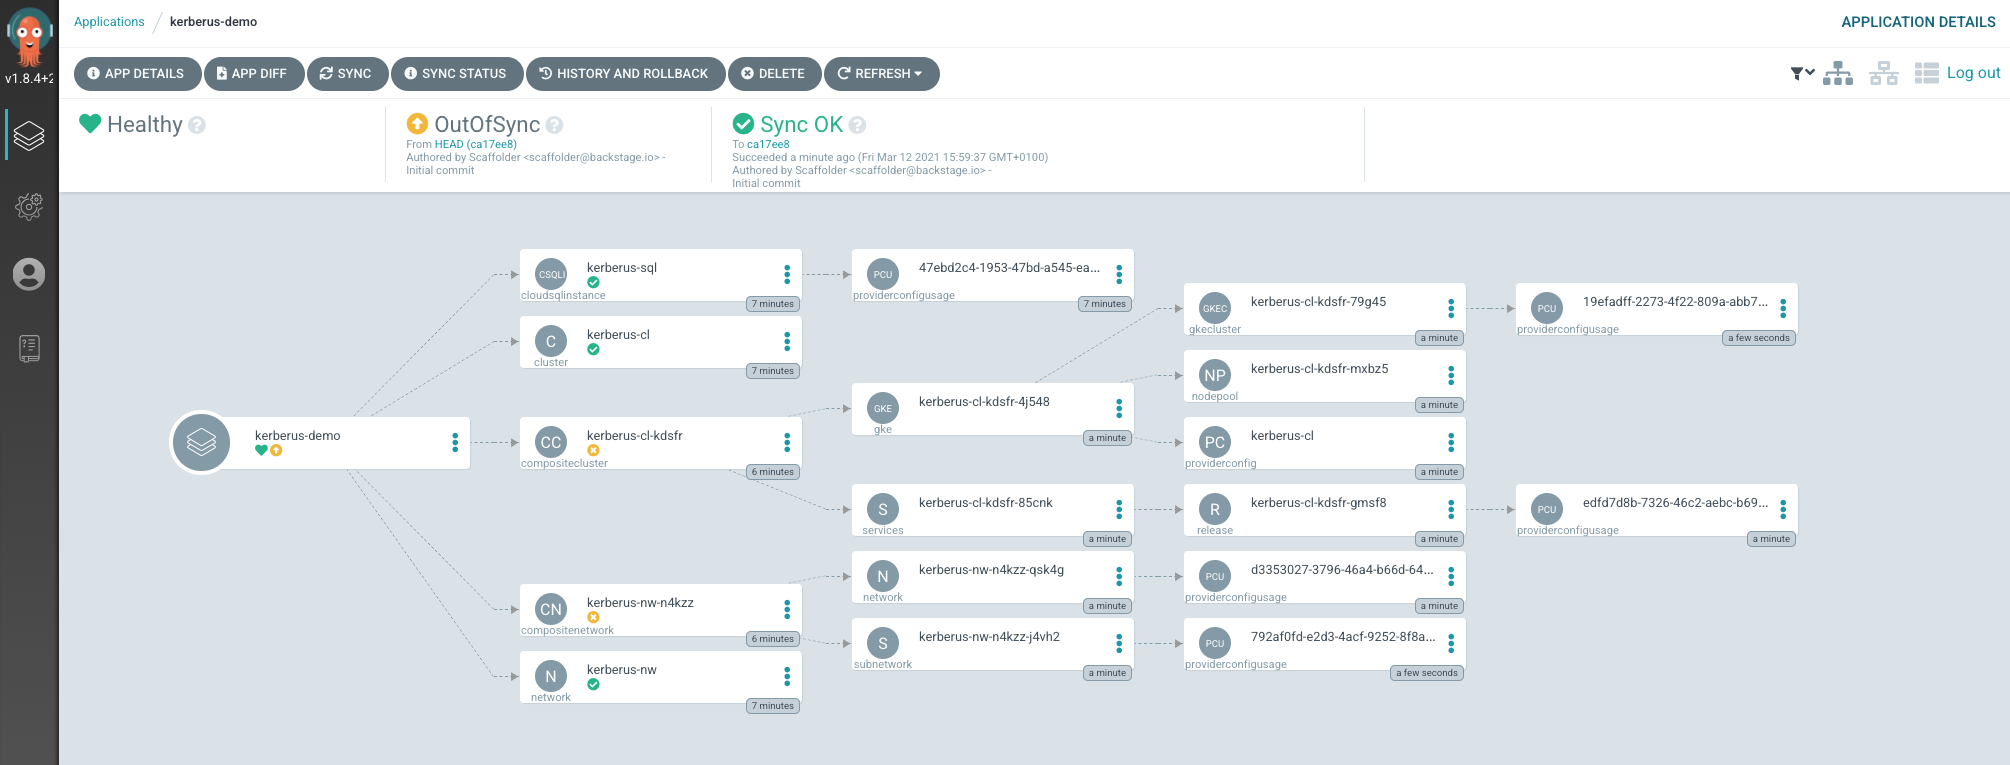 Applications / kerberus-demo
APPLICATION DETAILS
v1.8.4+2
APP DETAILS
APP DIFF
SYNC
SYNC STATUS
HISTORY AND ROLLBACK
DELETE
REFRESH
Log out
Healthy
OutOfSync
From HEAD (ca17ee8)
Authored by Scaffolder <scaffolder@backstage.io> -
Initial commit
Sync OK
To ca17ee8
Succeeded a minute ago (Fri Mar 12 2021 15:59:37 GMT+0100)
Authored by Scaffolder <scaffolder@backstage.io> -
Initial commit
kerberus-demo
CSQLI
kerberus-sql
cloudsqlinstance
7 minutes
C
kerberus-cl
cluster
7 minutes
CC
kerberus-cl-kdsfr
compositecluster
6 minutes
CN
kerberus-nw-n4kzz
compositenetwork
6 minutes
N
kerberus-nw
network
7 minutes
PCU
47ebd2c4-1953-47bd-a545-ea...
providerconfigusage
7 minutes
GKE
kerberus-cl-kdsfr-4j548
gke
a minute
S
kerberus-cl-kdsfr-85cnk
services
a minute
N
kerberus-nw-n4kzz-qsk4g
network
a minute
S
kerberus-nw-n4kzz-j4vh2
subnetwork
a minute
GKEC
kerberus-cl-kdsfr-79g45
gkecluster
a minute
NP
kerberus-cl-kdsfr-mxbz5
nodepool
a minute
PC
kerberus-cl
providerconfig
a minute
R
kerberus-cl-kdsfr-gmsf8
release
a minute
PCU
d3353027-3796-46a4-b66d-64...
providerconfigusage
a minute
PCU
792af0fd-e2d3-4acf-9252-8f8a...
providerconfigusage
a few seconds
PCU
19efadff-2273-4f22-809a-abb7...
providerconfigusage
a few seconds
PCU
edfd7d8b-7326-46c2-aebc-b69...
providerconfigusage
a minute